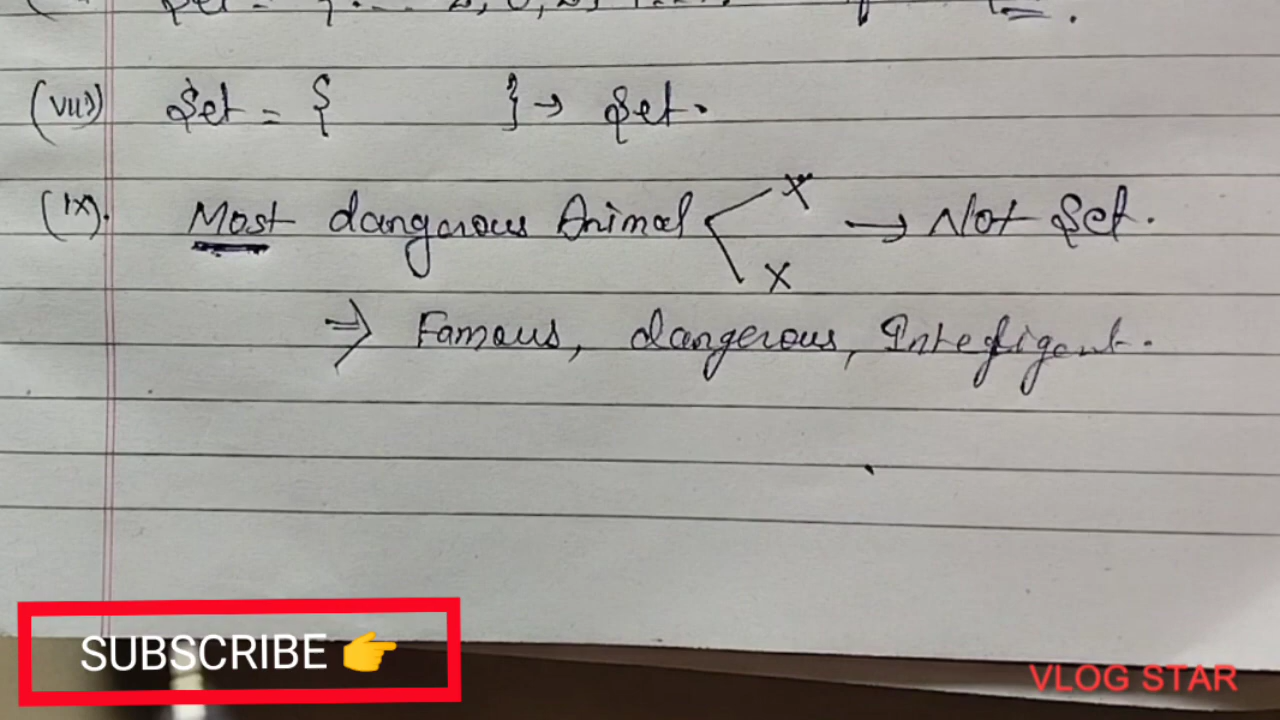 (viii) Set = {            } → Set.
(ix). Most dangerous Animal < x x → Not Set.
⇒ Famous, dangerous, Intelligent.
SUBSCRIBE 👉
VLOG STAR